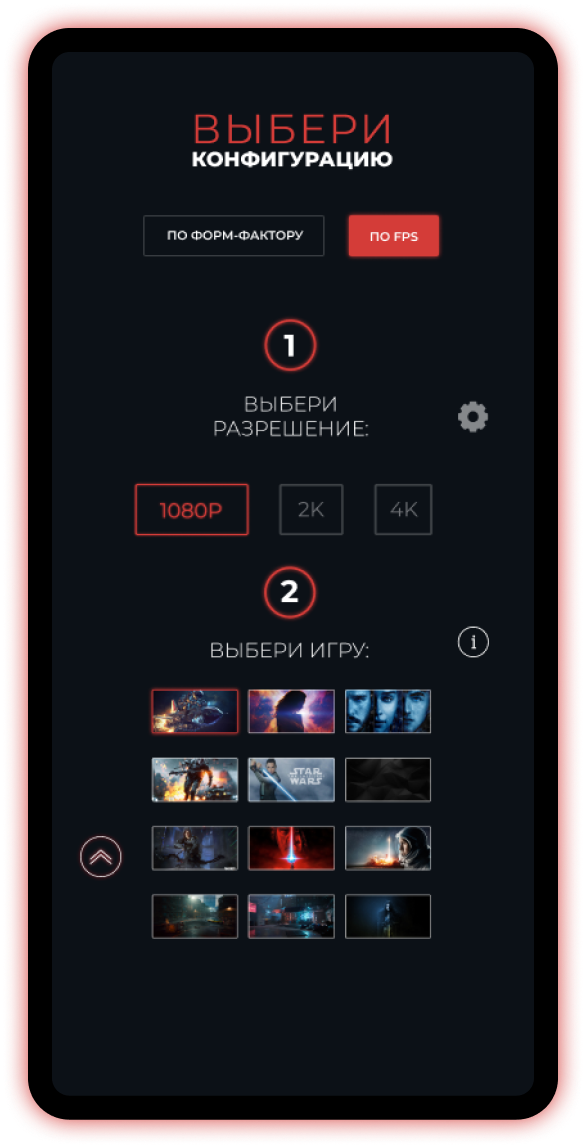 ВЫБЕРИ
КОНФИГУРАЦИЮ
ПО ФОРМ-ФАКТОРУ
ПО FPS
1
ВЫБЕРИ
РАЗРЕШЕНИЕ:
1080P
2K
4K
2
i
ВЫБЕРИ ИГРУ:
STAR
WARS